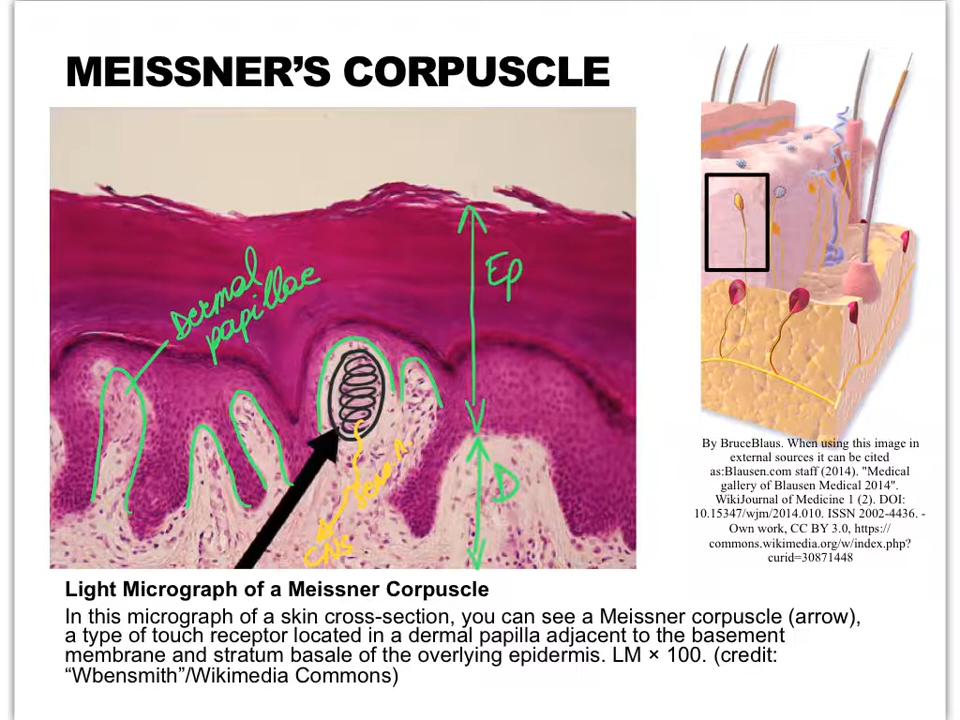 MEISSNER'S CORPUSCLE
Dermal
papillae
Ep
D
CNS
By BruceBlaus. When using this image in
external sources it can be cited
as:Blausen.com staff (2014). "Medical
gallery of Blausen Medical 2014".
WikiJournal of Medicine 1 (2). DOI:
10.15347/wjm/2014.010. ISSN 2002-4436. -
Own work, CC BY 3.0, https://
commons.wikimedia.org/w/index.php?
curid=30871448
Light Micrograph of a Meissner Corpuscle
In this micrograph of a skin cross-section, you can see a Meissner corpuscle (arrow),
a type of touch receptor located in a dermal papilla adjacent to the basement
membrane and stratum basale of the overlying epidermis. LM × 100. (credit:
“Wbensmith”/Wikimedia Commons)